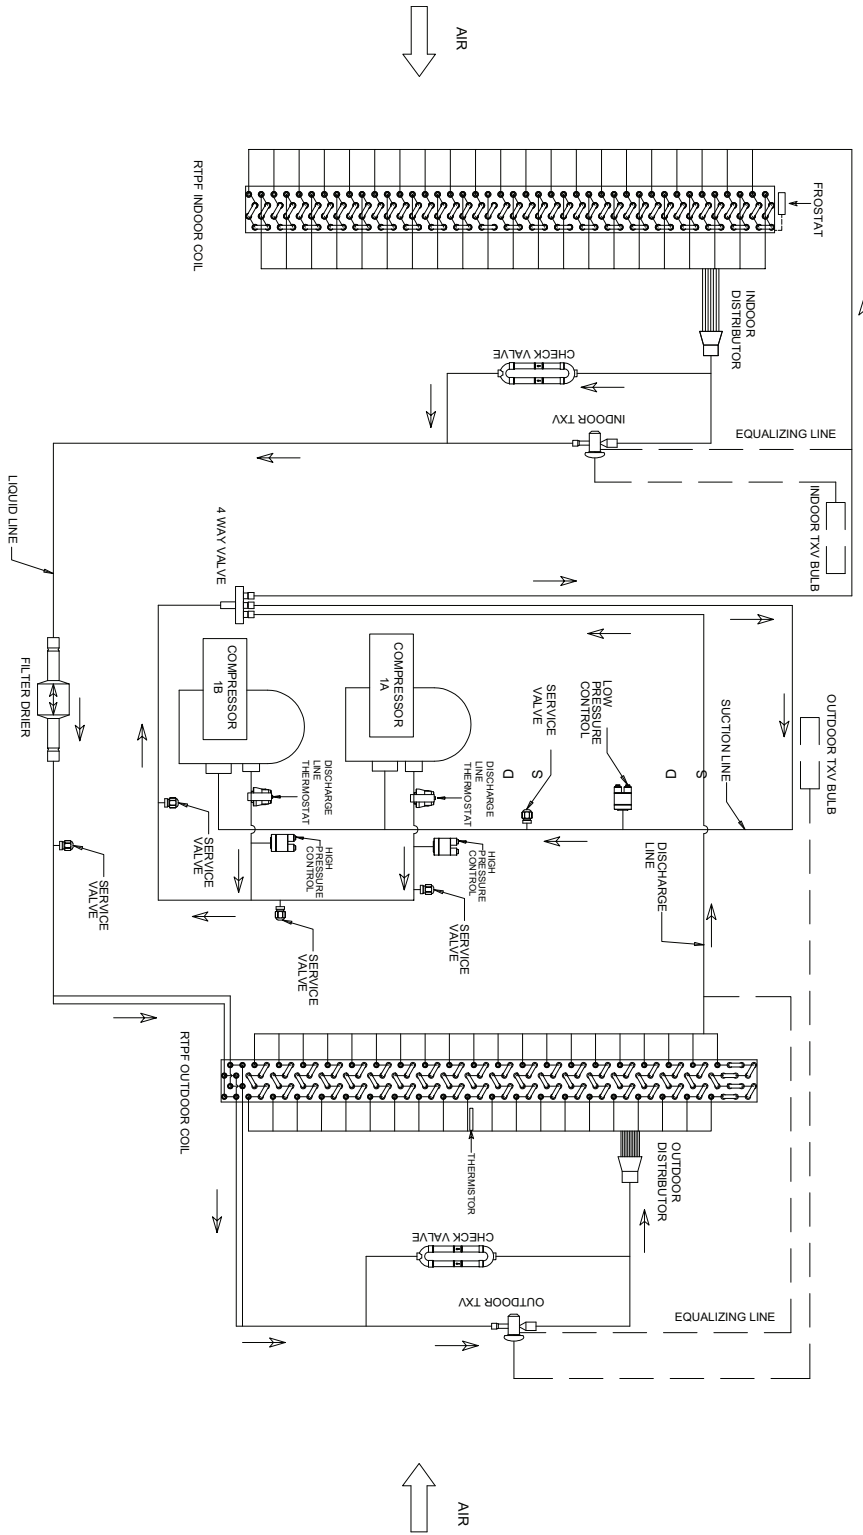 AIR
FROSTAT
RTPF INDOOR COIL
INDOOR
DISTRIBUTOR
CHECK VALVE
INDOOR TXV
EQUALIZING LINE
INDOOR TXV BULB
LIQUID LINE
4 WAY VALVE
FILTER DRIER
COMPRESSOR
1B
COMPRESSOR
1A
DISCHARGE
LINE
THERMOSTAT
DISCHARGE
LINE
THERMOSTAT
HIGH
PRESSURE
CONTROL
HIGH
PRESSURE
CONTROL
SERVICE
VALVE
LOW
PRESSURE
CONTROL
D
S
D
S
SUCTION LINE
OUTDOOR TXV BULB
SERVICE
VALVE
SERVICE
VALVE
SERVICE
VALVE
SERVICE
VALVE
DISCHARGE
LINE
RTPF OUTDOOR COIL
THERMISTOR
OUTDOOR
DISTRIBUTOR
CHECK VALVE
OUTDOOR TXV
EQUALIZING LINE
AIR